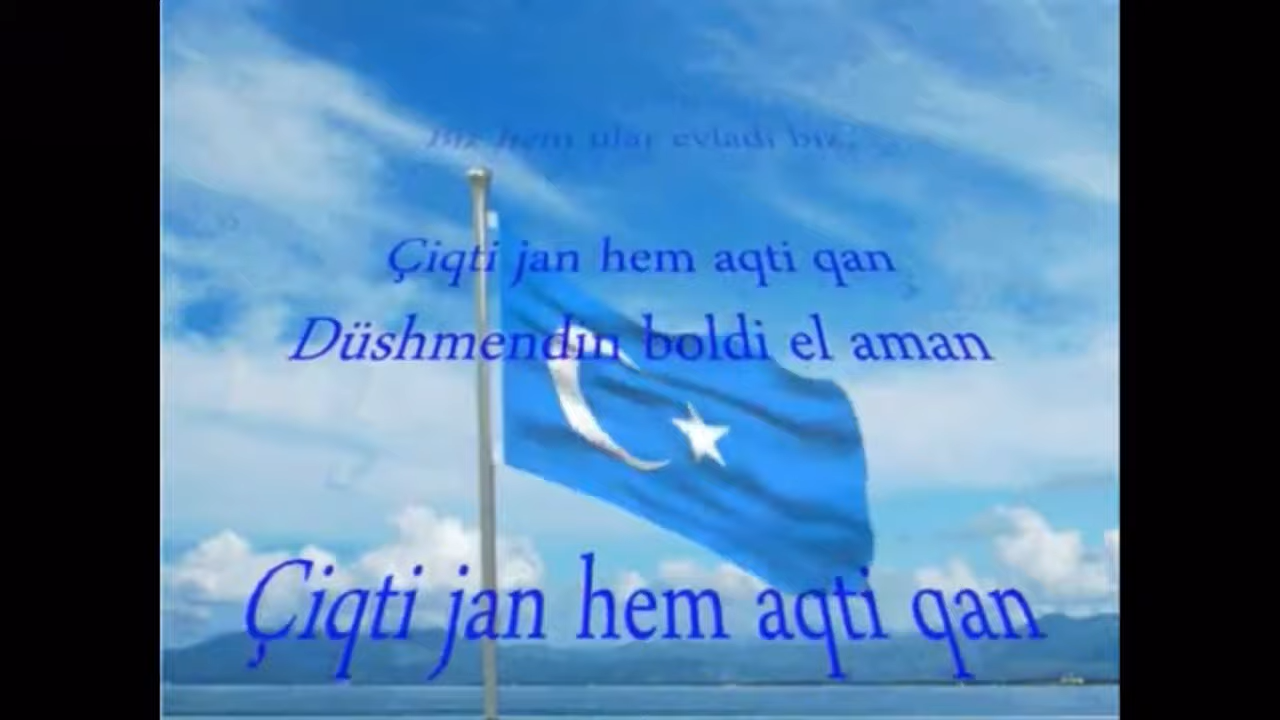 Biz hem ular evladi biz.
Çiqti jan hem aqti qan
Düshmendin boldi el aman
Çiqti jan hem aqti qan